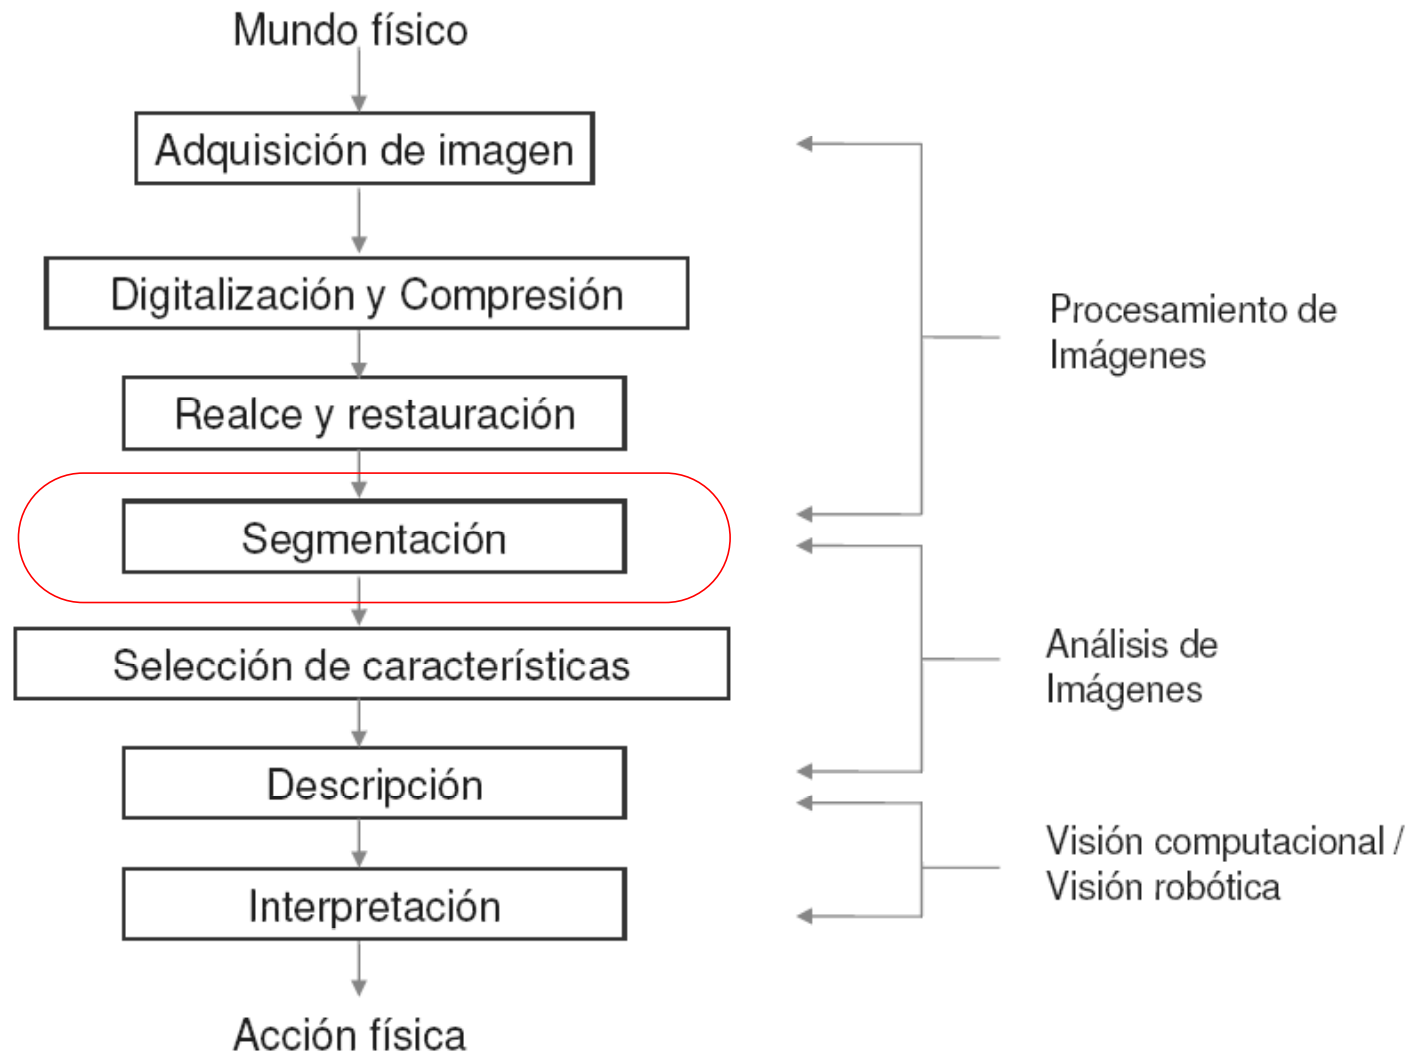 Mundo físico
Adquisición de imagen
Digitalización y Compresión
Realce y restauración
Segmentación
Selección de características
Descripción
Interpretación
Acción física
Procesamiento de
Imágenes
Análisis de
Imágenes
Visión computacional /
Visión robótica